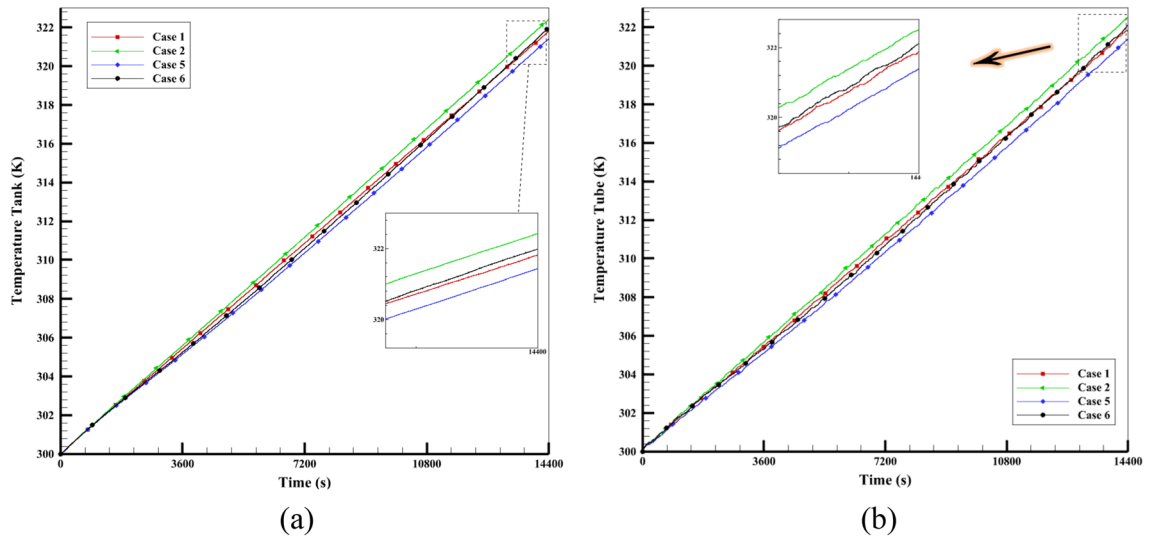 322
320
318
316
314
312
310
308
306
304
302
300
Temperature Tank (K)
Case 1
Case 2
Case 5
Case 6
322
320
14400
0
3600
7200
10800
14400
Time (s)
(a)
322
320
318
316
314
312
310
308
306
304
302
300
Temperature Tube (K)
322
320
144
Case 1
Case 2
Case 5
Case 6
0
3600
7200
10800
14400
Time (s)
(b)